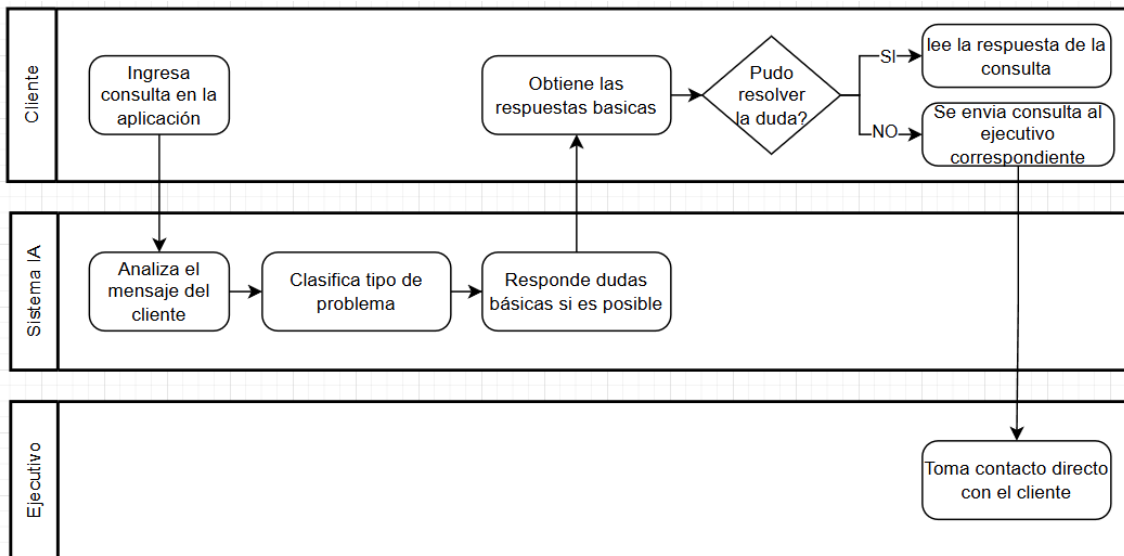 Cliente
Ingresa
consulta en la
aplicación
Obtiene las
respuestas basicas
Pudo
resolver
la duda?
SI
lee la respuesta de la
consulta
NO
Se envia consulta al
ejecutivo
correspondiente
Sistema IA
Analiza el
mensaje del
cliente
Clasifica tipo de
problema
Responde dudas
básicas si es posible
Ejecutivo
Toma contacto directo
con el cliente